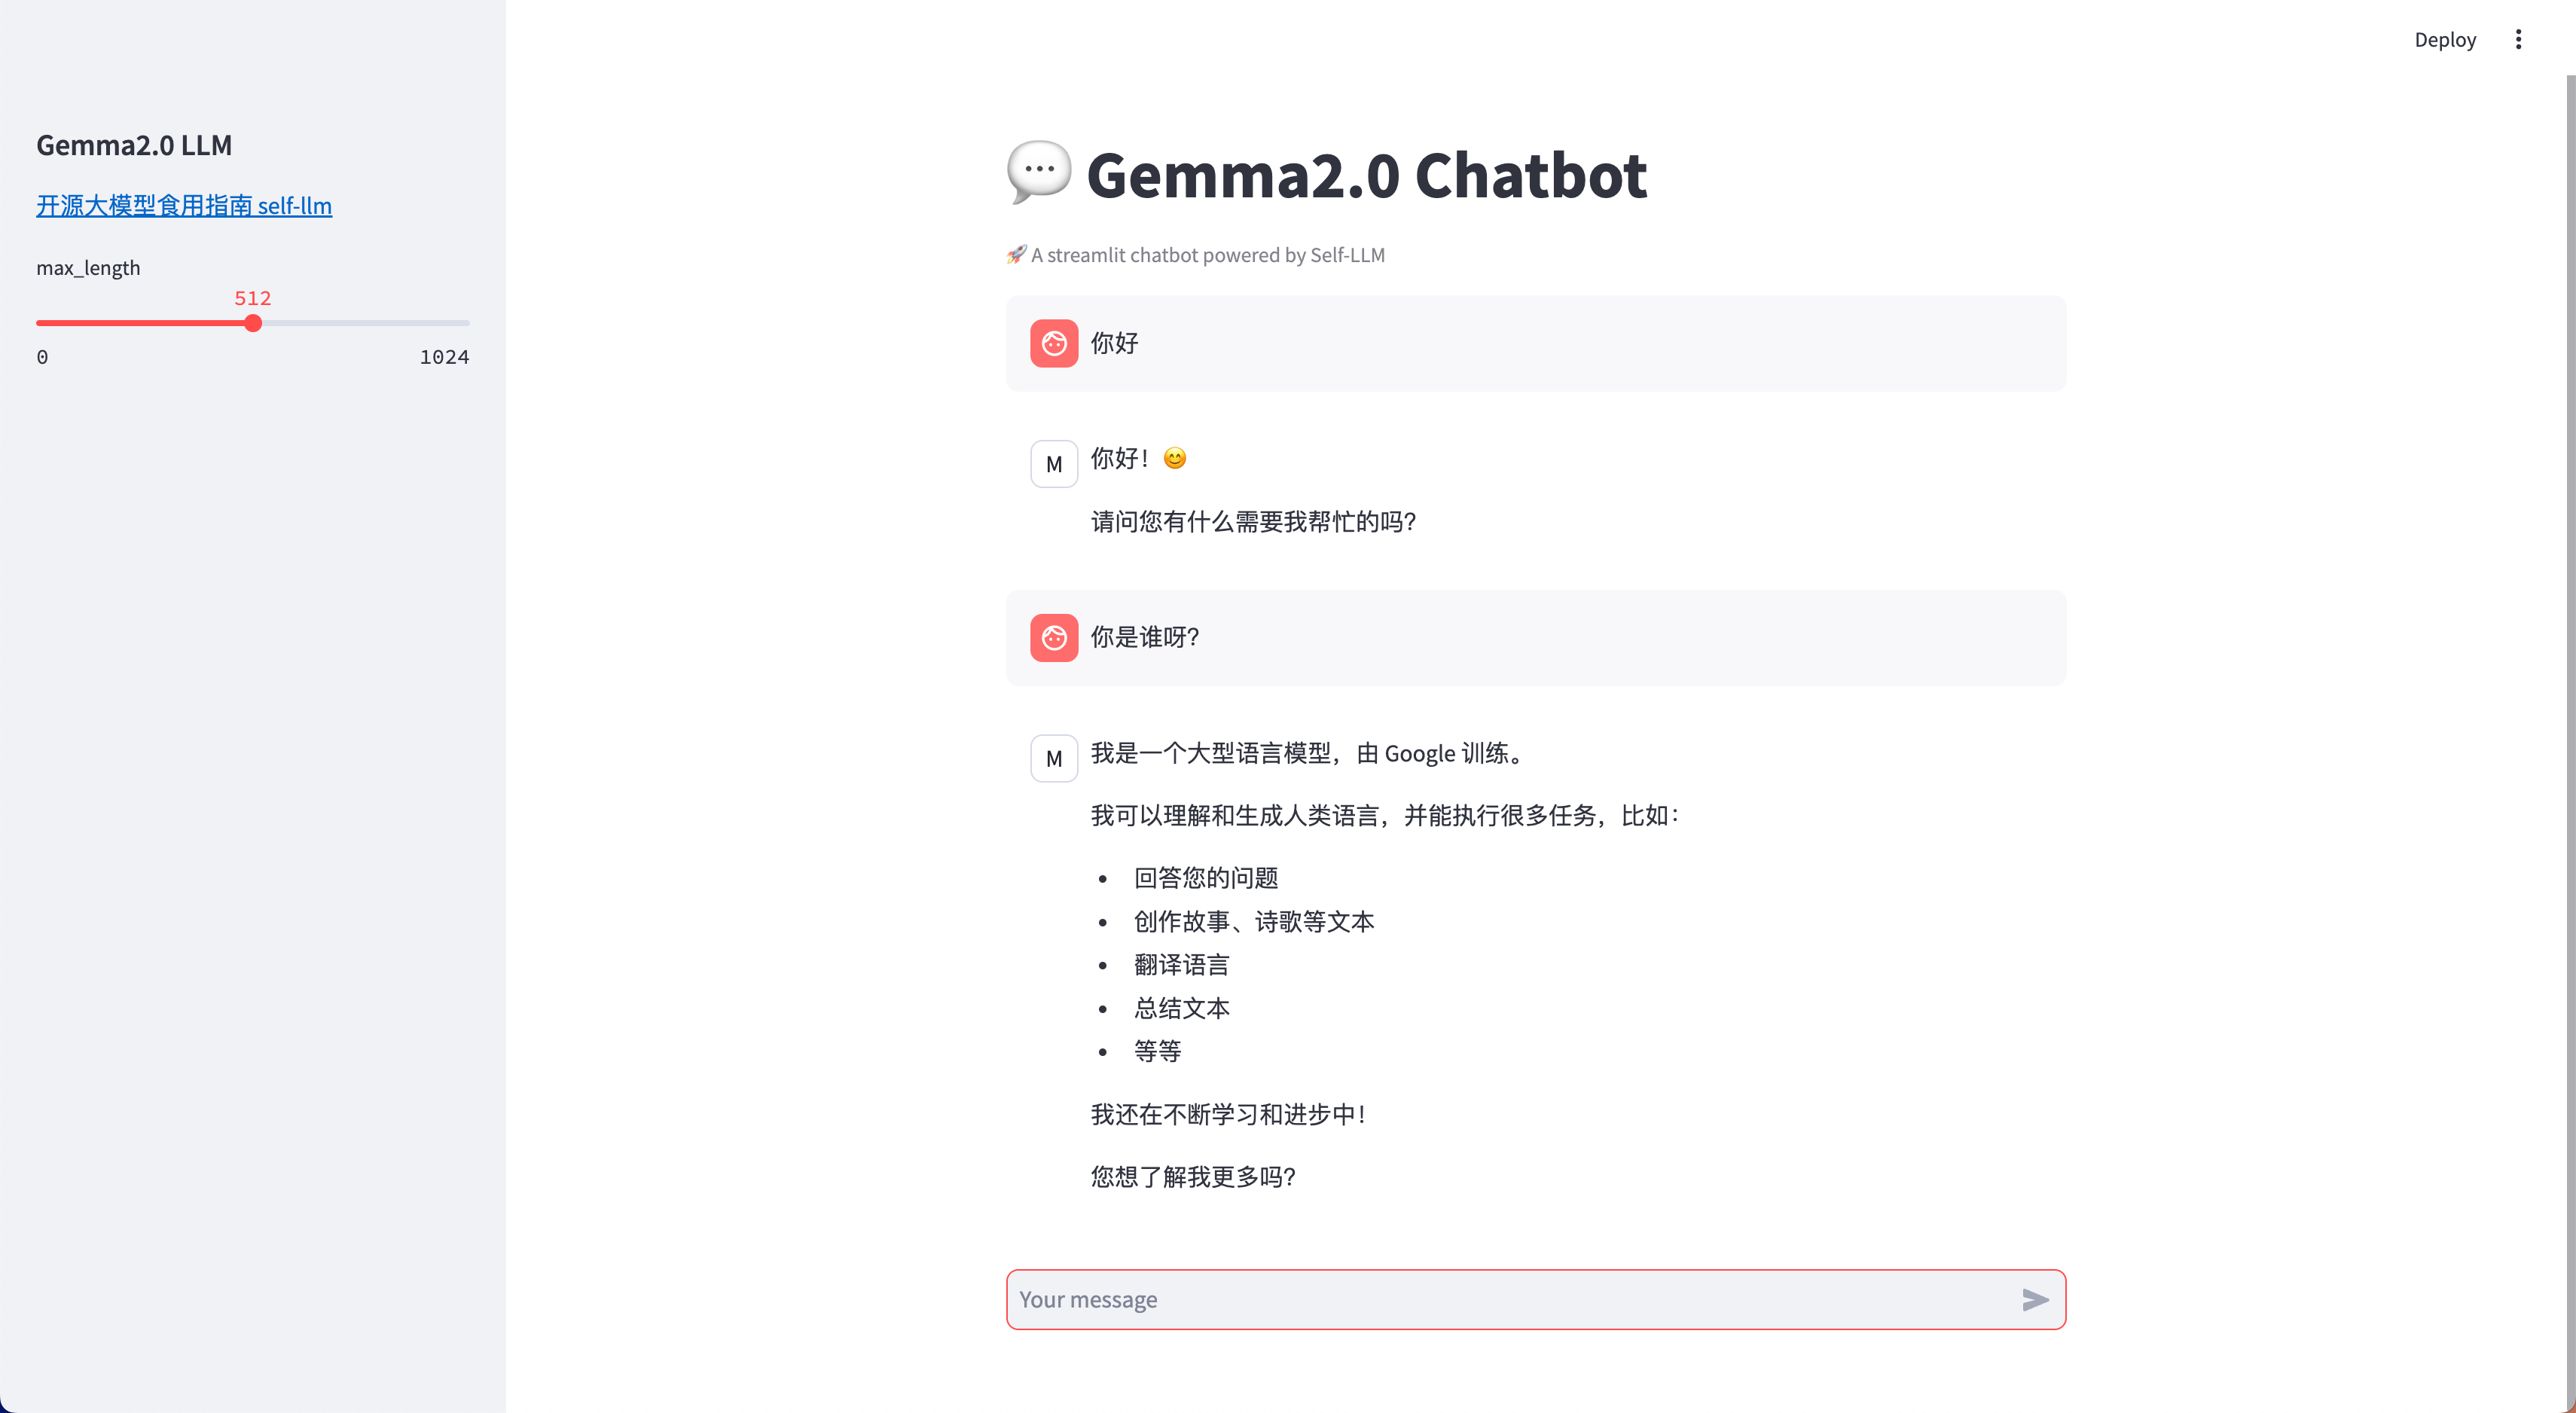 Deploy
Gemma2.0 LLM
开源大模型食用指南 self-llm
max_length
512
0
1024
💬 Gemma2.0 Chatbot
🚀 A streamlit chatbot powered by Self-LLM
你好
M
你好！😊
请问您有什么需要我帮忙的吗？
你是谁呀？
M
我是一个大型语言模型，由 Google 训练。
我可以理解和生成人类语言，并能执行很多任务，比如：
• 回答您的问题
• 创作故事、诗歌等文本
• 翻译语言
• 总结文本
• 等等
我还在不断学习和进步中！
您想了解我更多吗？
Your message